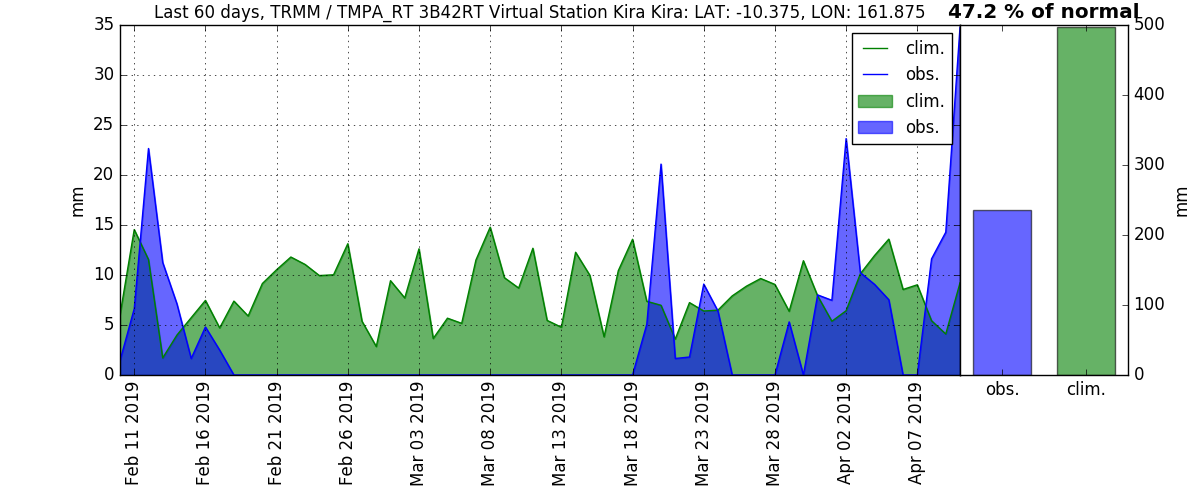 Last 60 days, TRMM / TMPA_RT 3B42RT Virtual Station Kira Kira: LAT: -10.375, LON: 161.875
47.2 % of normal
35
30
25
20
15
10
5
0
mm
clim.
obs.
clim.
obs.
500
400
300
200
100
0
mm
obs.
clim.
Feb 11 2019
Feb 16 2019
Feb 21 2019
Feb 26 2019
Mar 03 2019
Mar 08 2019
Mar 13 2019
Mar 18 2019
Mar 23 2019
Mar 28 2019
Apr 02 2019
Apr 07 2019